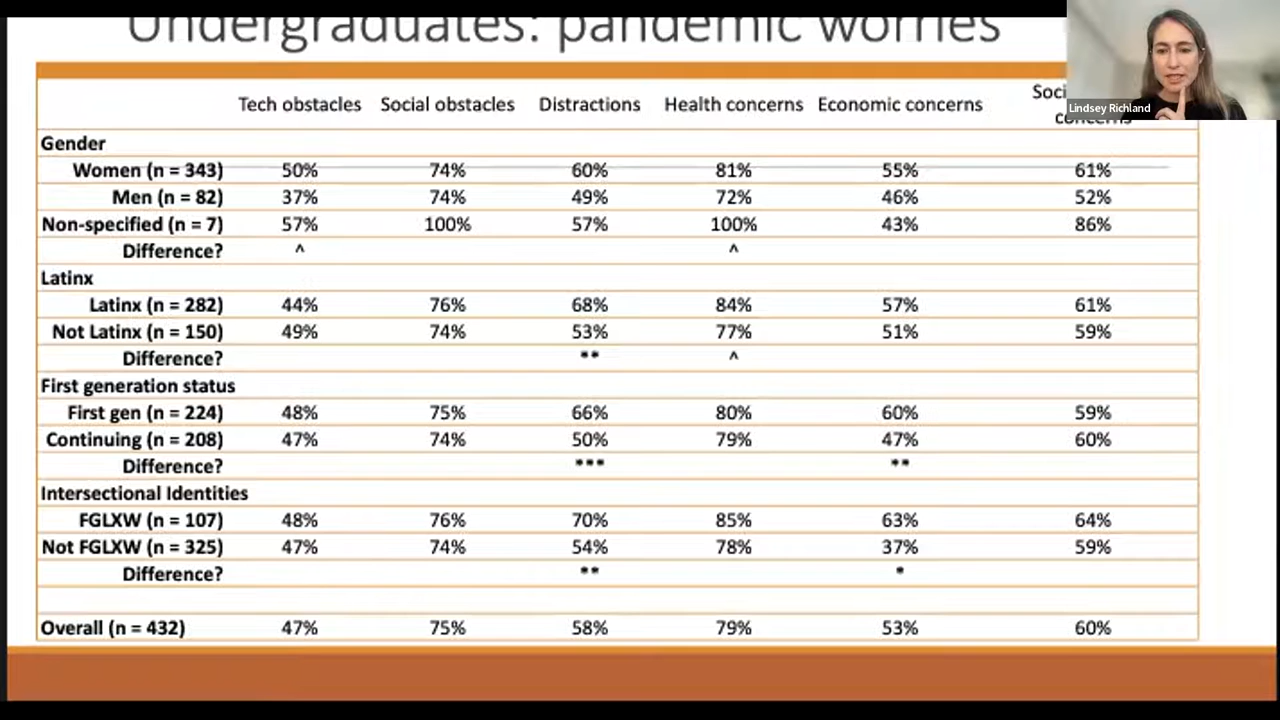 Undergraduates: pandemic worries
Lindsey Richland
Tech obstacles Social obstacles Distractions Health concerns Economic concerns concerns
Gender
Women (n = 343) 50% 74% 60% 81% 55% 61%
Men (n = 82) 37% 74% 49% 72% 46% 52%
Non-specified (n = 7) 57% 100% 57% 100% 43% 86%
Difference? ^ ^
Latinx
Latinx (n = 282) 44% 76% 68% 84% 57% 61%
Not Latinx (n = 150) 49% 74% 53% 77% 51% 59%
Difference? ** ^
First generation status
First gen (n = 224) 48% 75% 66% 80% 60% 59%
Continuing (n = 208) 47% 74% 50% 79% 47% 60%
Difference? *** **
Intersectional Identities
FGLXW (n = 107) 48% 76% 70% 85% 63% 64%
Not FGLXW (n = 325) 47% 74% 54% 78% 37% 59%
Difference? ** *
Overall (n = 432) 47% 75% 58% 79% 53% 60%